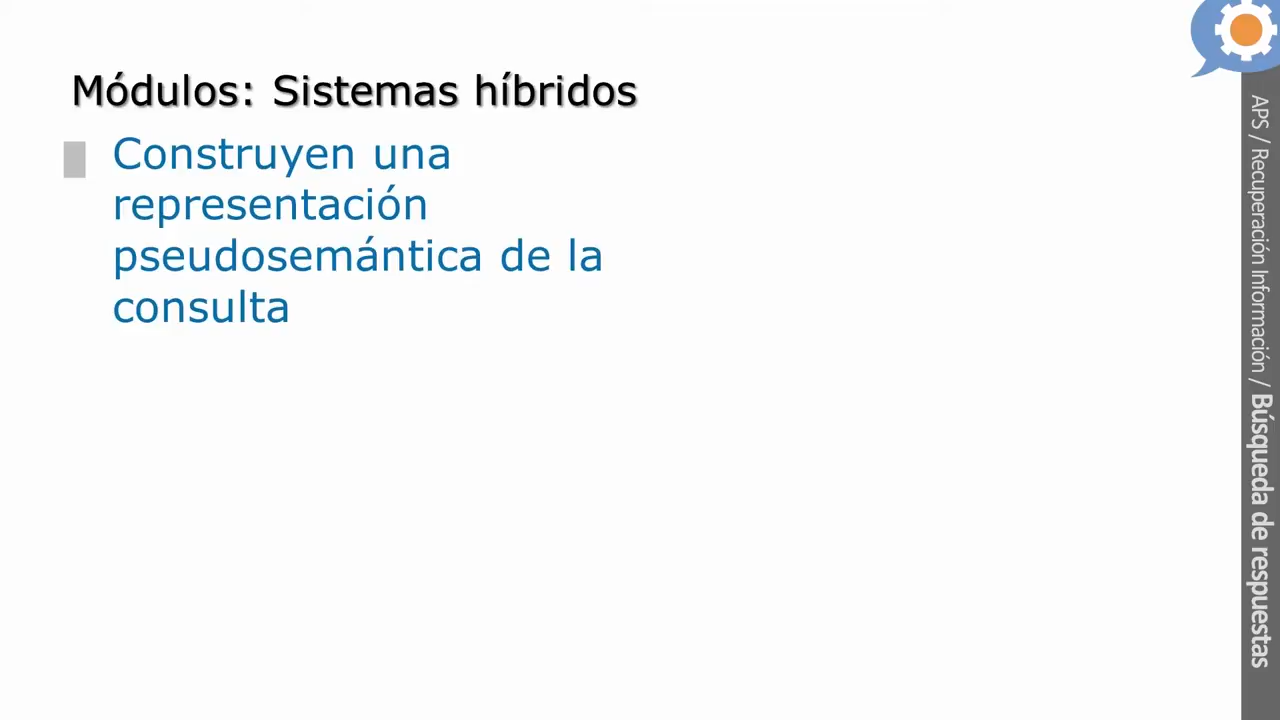 Módulos: Sistemas híbridos
Construyen una
representación
pseudosemántica de la
consulta
APS / Recuperación Información / Búsqueda de respuestas